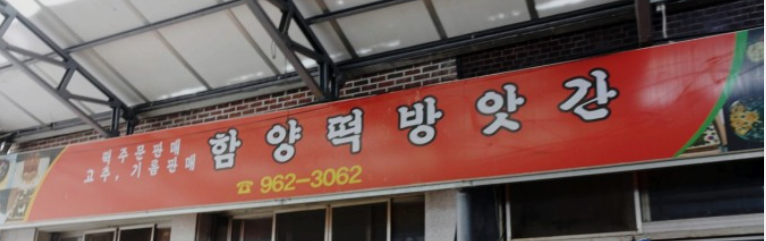 떡 주문판매
고추, 기름판매
함양떡방앗간
☎ 962-3062